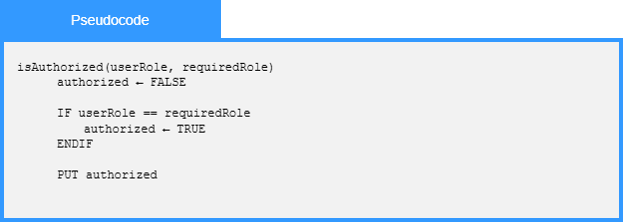 Pseudocode
isAuthorized(userRole, requiredRole)
authorized ← FALSE
IF userRole == requiredRole
authorized ← TRUE
ENDIF
PUT authorized